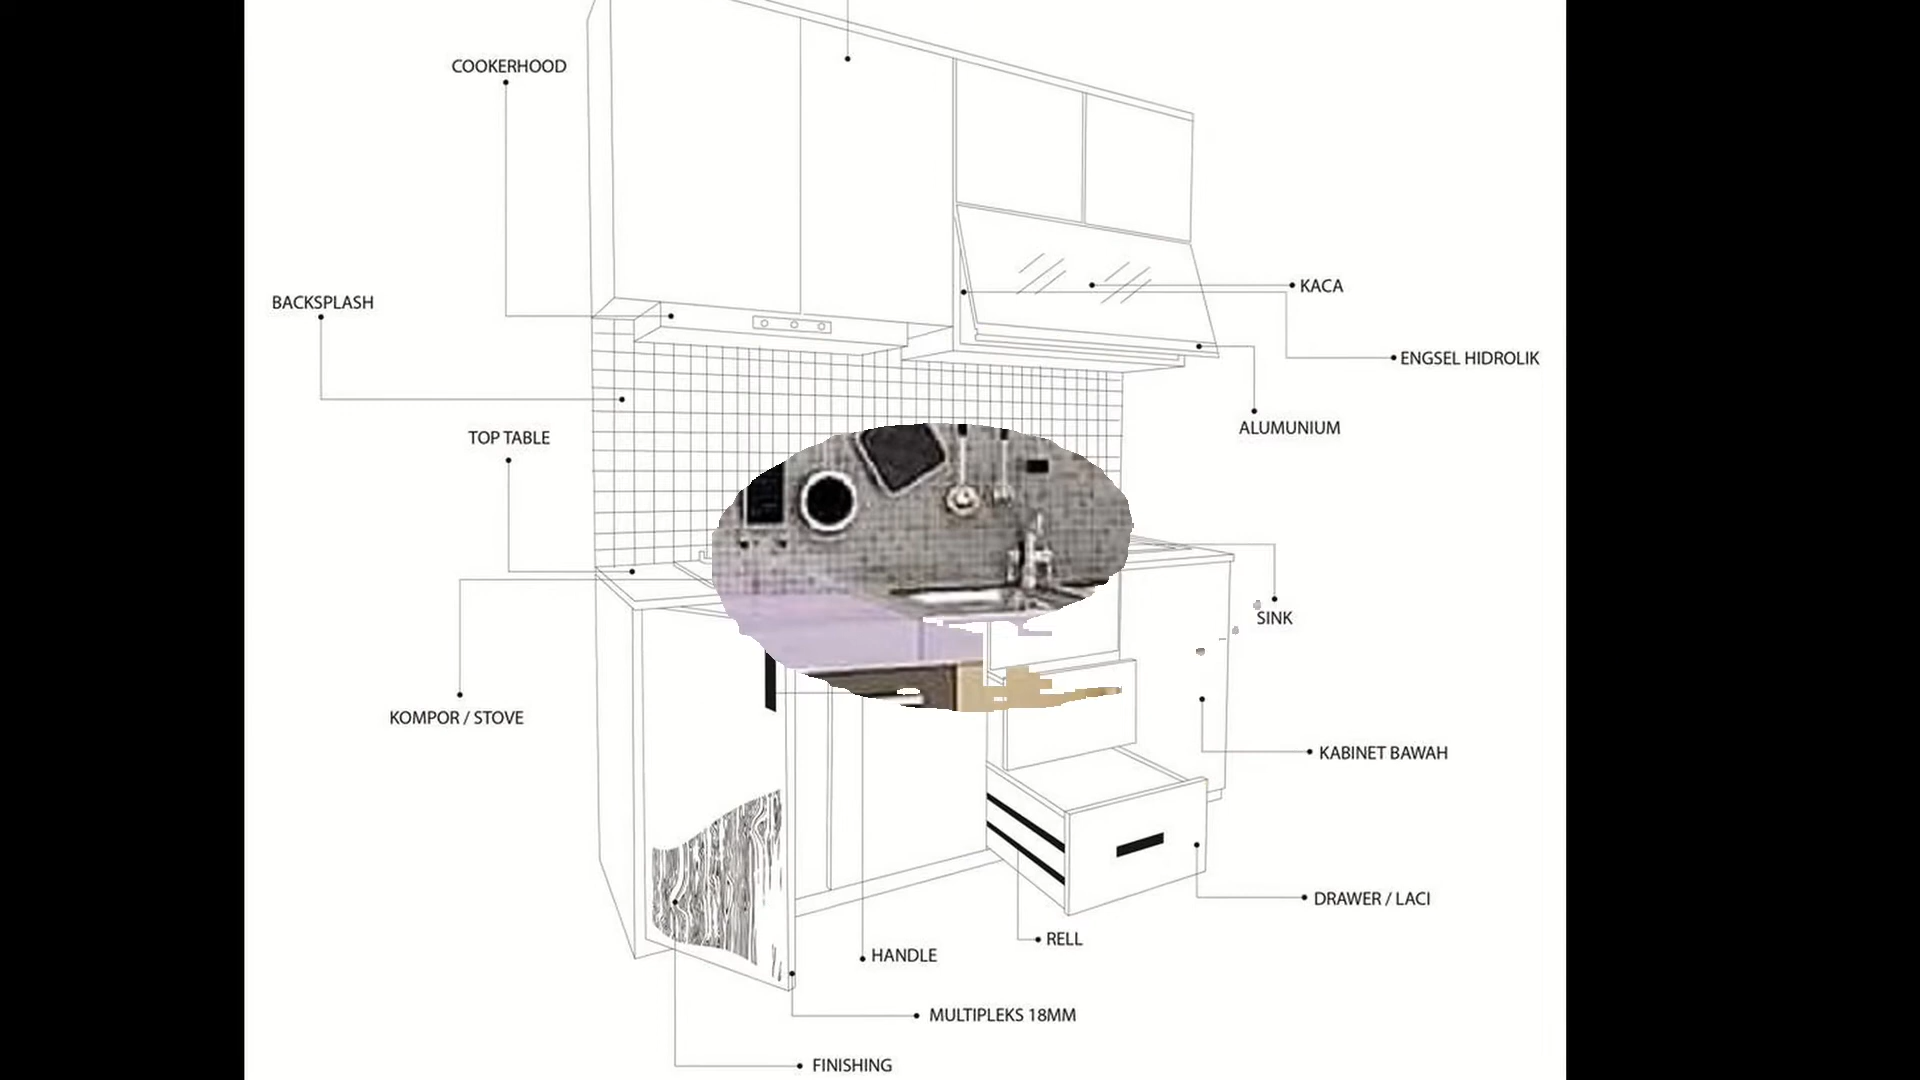 COOKERHOOD
KACA
BACKSPLASH
ENGSEL HIDROLIK
ALUMUNIUM
TOP TABLE
SINK
KOMPOR / STOVE
KABINET BAWAH
DRAWER / LACI
RELL
HANDLE
MULTIPLEKS 18MM
FINISHING